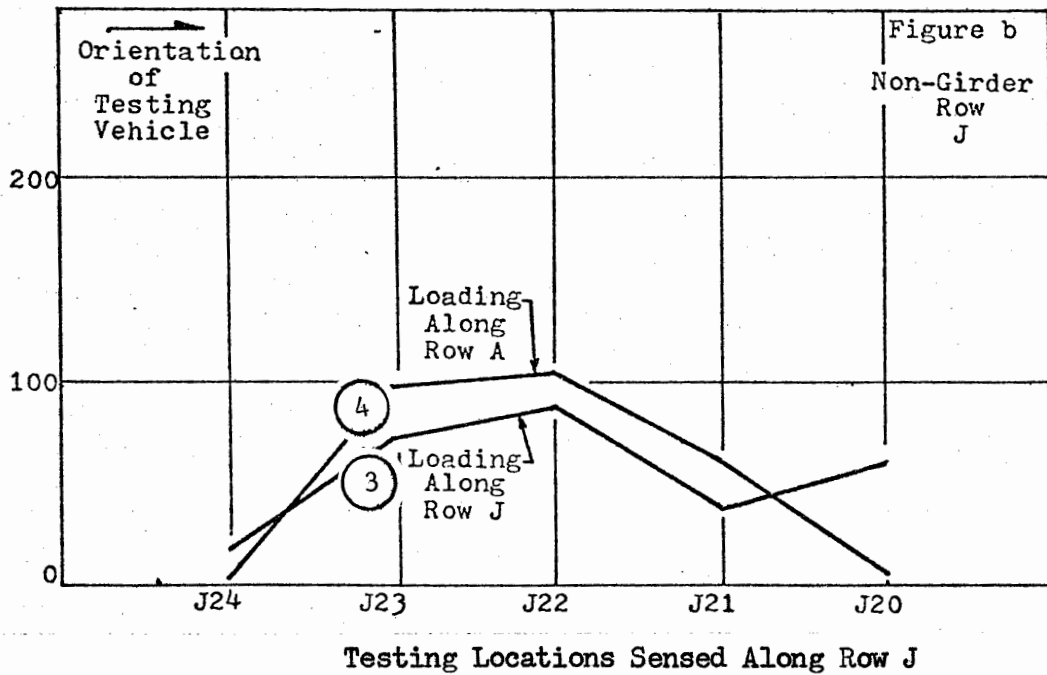 Orientation
of
Testing
Vehicle
Figure b
Non-Girder
Row
J
200
Loading
Along
Row A
100
4
3
Loading
Along
Row J
0
J24 J23 J22 J21 J20
Testing Locations Sensed Along Row J